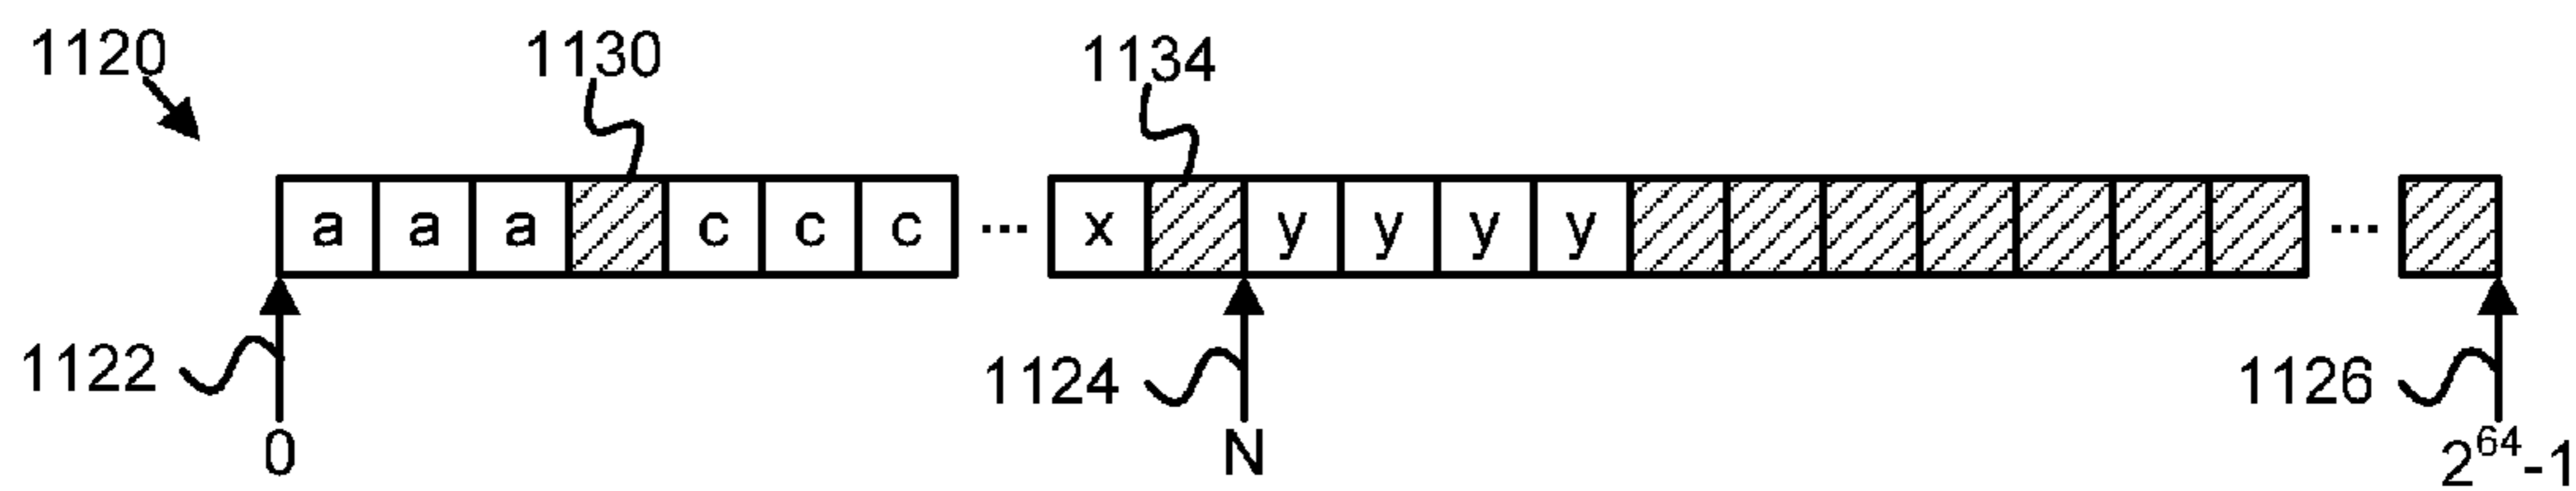 1120 1130 1134
a a a c c c ... x y y y y ...
1122 1124 1126
0 N 2⁶⁴-1